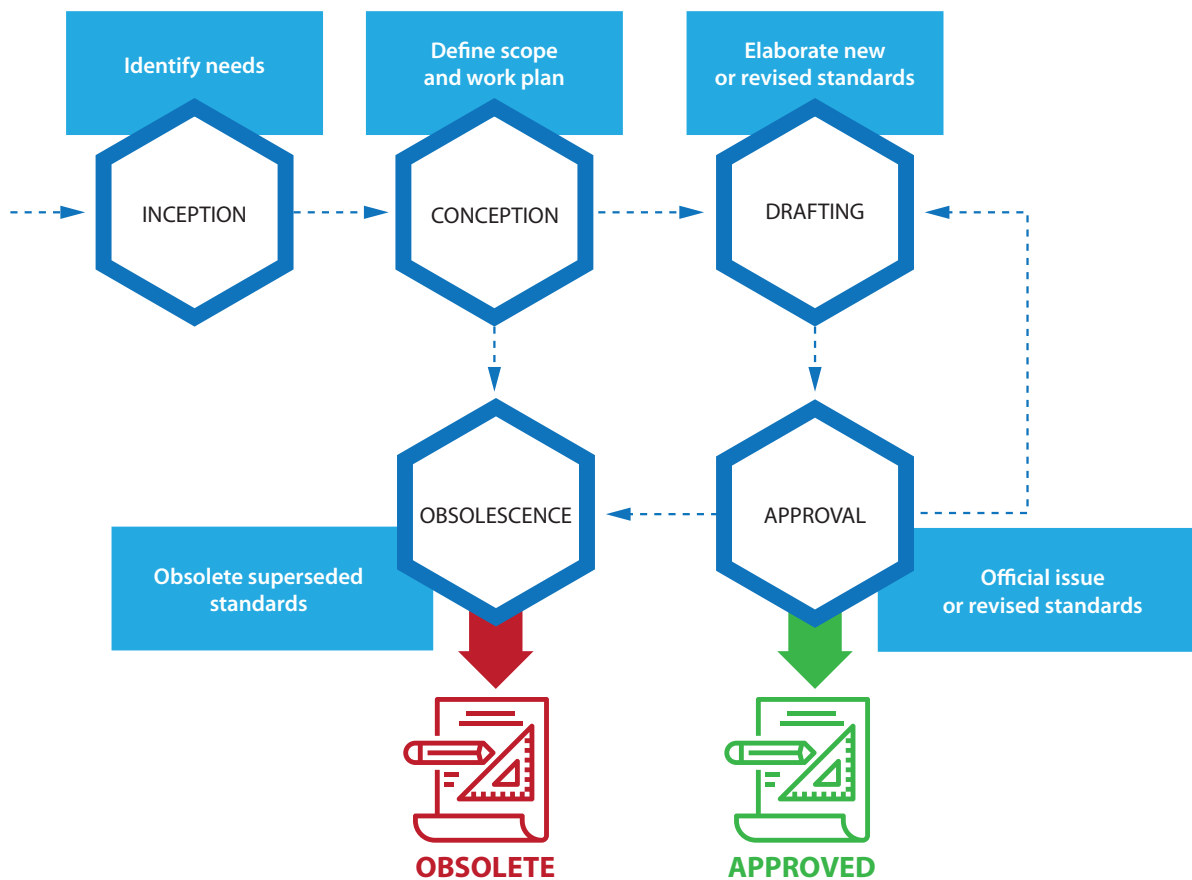 Identify needs
Define scope
and work plan
Elaborate new
or revised standards
INCEPTION
CONCEPTION
DRAFTING
OBSOLESCENCE
APPROVAL
Obsolete superseded
standards
Official issue
or revised standards
OBSOLETE
APPROVED